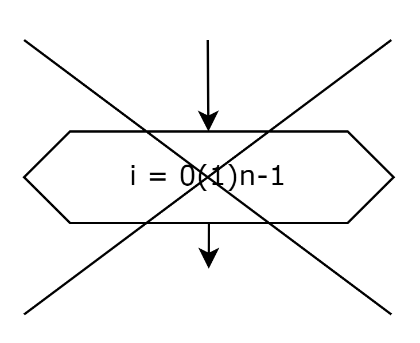 i = 0(1)n-1